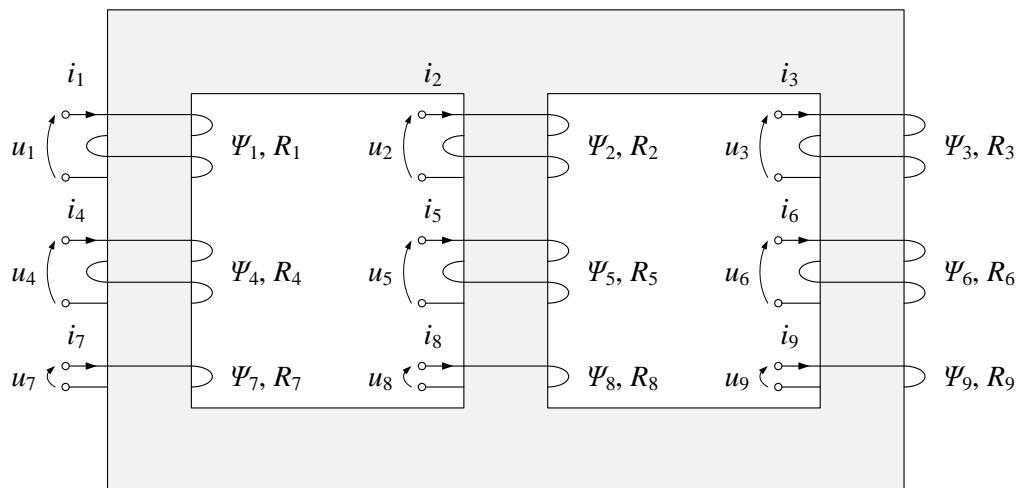 i₁ i₂ i₃
u₁ Ψ₁, R₁ u₂ Ψ₂, R₂ u₃ Ψ₃, R₃
i₄ i₅ i₆
u₄ Ψ₄, R₄ u₅ Ψ₅, R₅ u₆ Ψ₆, R₆
i₇ i₈ i₉
u₇ Ψ₇, R₇ u₈ Ψ₈, R₈ u₉ Ψ₉, R₉